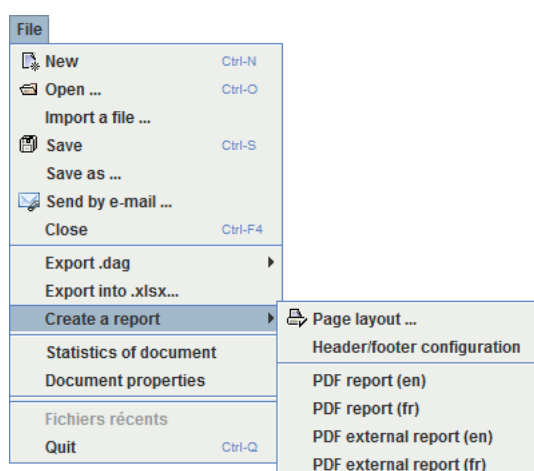 File
New Ctrl-N
Open ... Ctrl-O
Import a file ...
Save Ctrl-S
Save as ...
Send by e-mail ...
Close Ctrl-F4
Export .dag
Export into .xlsx...
Create a report
Page layout ...
Header/footer configuration
PDF report (en)
PDF report (fr)
PDF external report (en)
PDF external report (fr)
Statistics of document
Document properties
Fichiers récents
Quit Ctrl-Q